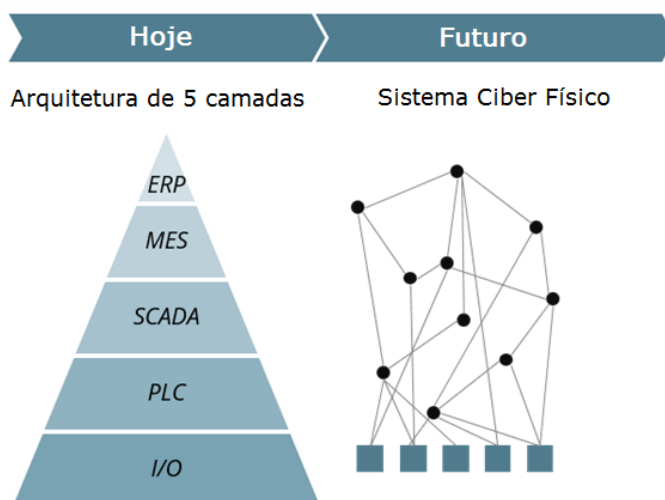 Hoje
Futuro
Arquitetura de 5 camadas
Sistema Ciber Físico
ERP
MES
SCADA
PLC
I/O